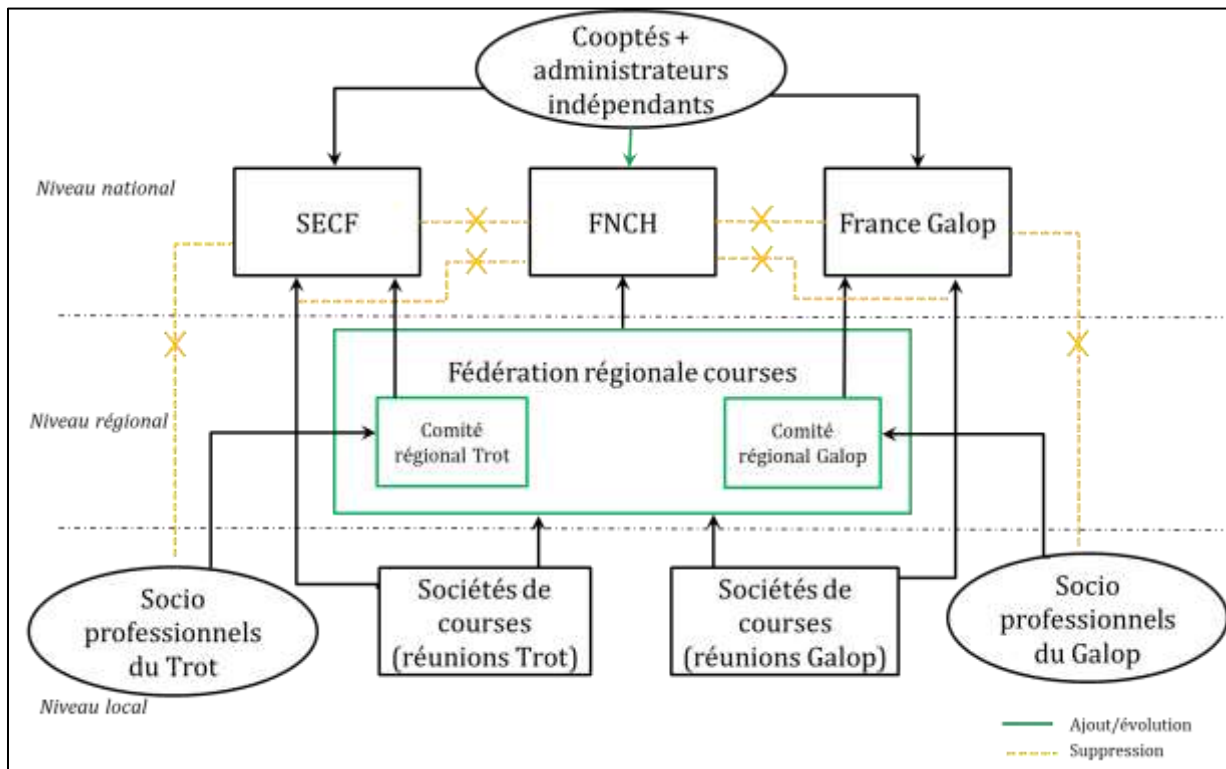 Cooptés +
administrateurs
indépendants
Niveau national
SECF
FNCH
France Galop
Fédération régionale courses
Niveau régional
Comité
régional Trot
Comité
régional Galop
Socio
professionnels
du Trot
Sociétés de
courses
(réunions Trot)
Sociétés de
courses
(réunions Galop)
Socio
professionnels
du Galop
Niveau local
Ajout/évolution
Suppression